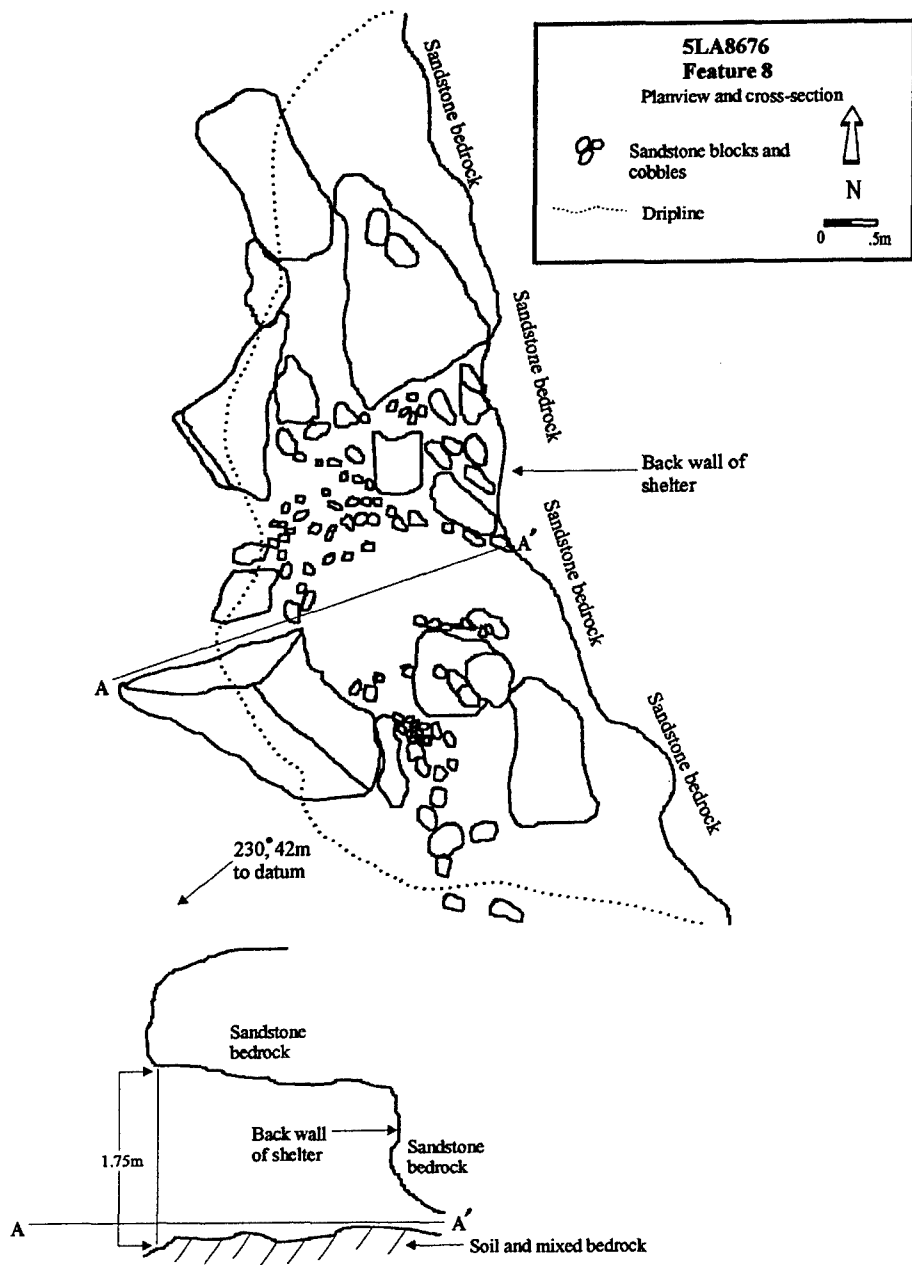 5LA8676
Feature 8
Planview and cross-section
Sandstone blocks and
cobbles
N
Dripline
0 .5m
Sandstone bedrock
Sandstone bedrock
Back wall of
shelter
Sandstone bedrock
A'
A
Sandstone bedrock
230,° 42m
to datum
Sandstone
bedrock
Back wall
of shelter
Sandstone
bedrock
1.75m
A
A'
Soil and mixed bedrock